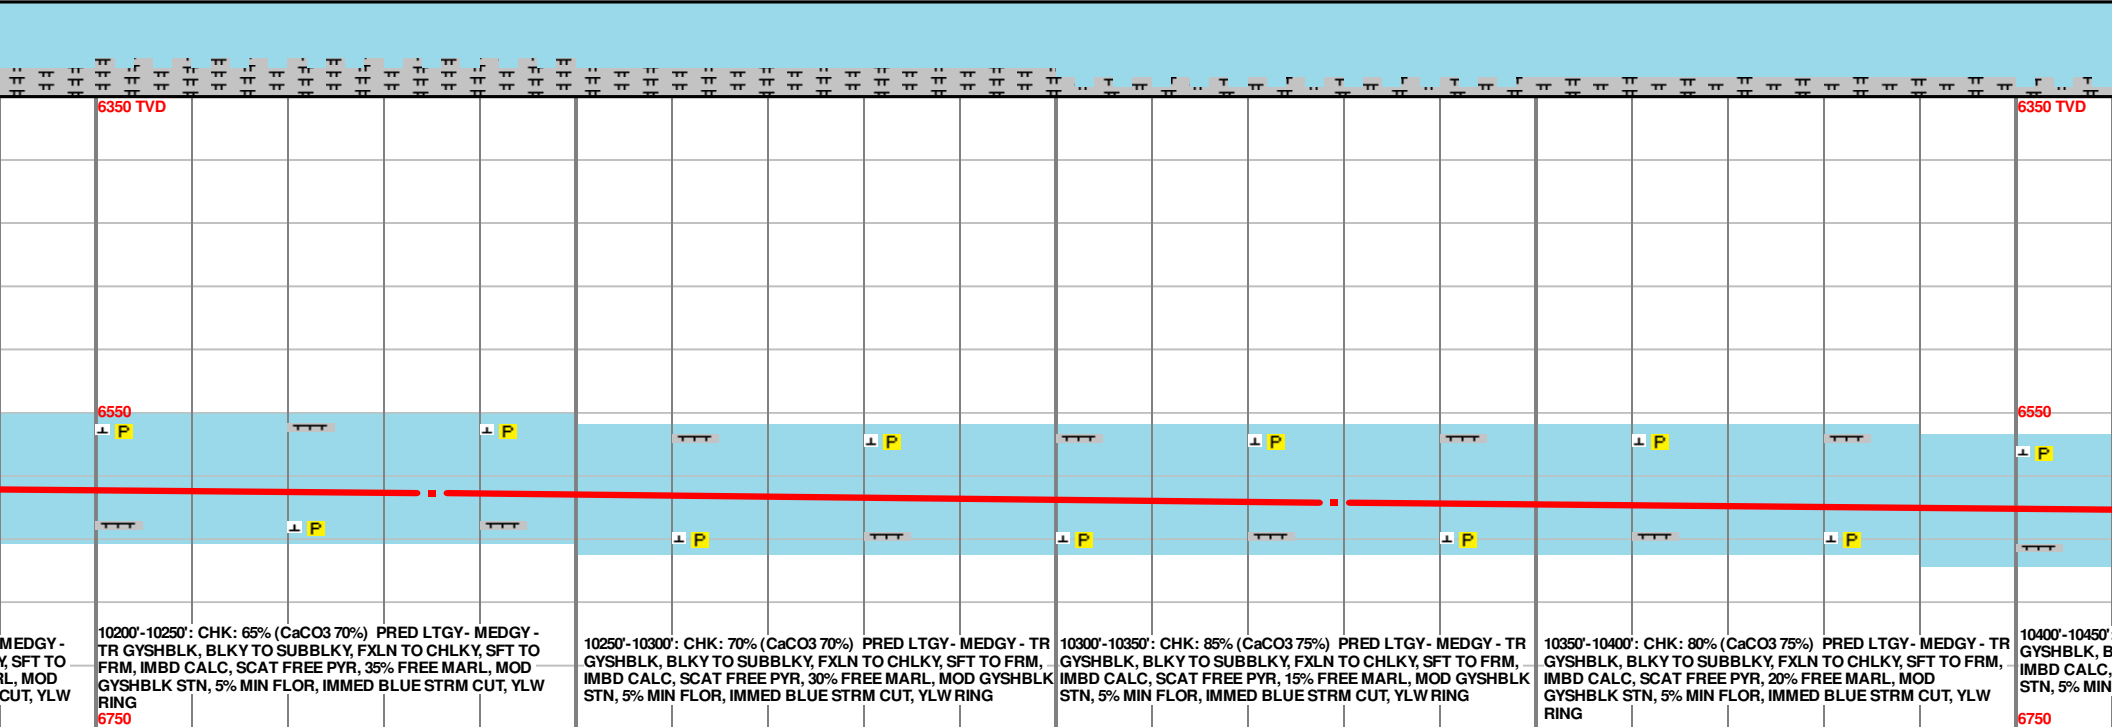 6350 TVD
6350 TVD
6550
6550
P
P
P
P
P
P
P
P
P
P
P
P
MEDGY -
Y, SFT TO
RL, MOD
CUT, YLW
10200'-10250': CHK: 65% (CaCO3 70%) PRED LTGY- MEDGY -
TR GYSHBLK, BLKY TO SUBBLKY, FXLN TO CHLKY, SFT TO
FRM, IMBD CALC, SCAT FREE PYR, 35% FREE MARL, MOD
GYSHBLK STN, 5% MIN FLOR, IMMED BLUE STRM CUT, YLW
RING
10250'-10300': CHK: 70% (CaCO3 70%) PRED LTGY- MEDGY - TR
GYSHBLK, BLKY TO SUBBLKY, FXLN TO CHLKY, SFT TO FRM,
IMBD CALC, SCAT FREE PYR, 30% FREE MARL, MOD GYSHBLK
STN, 5% MIN FLOR, IMMED BLUE STRM CUT, YLW RING
10300'-10350': CHK: 85% (CaCO3 75%) PRED LTGY- MEDGY - TR
GYSHBLK, BLKY TO SUBBLKY, FXLN TO CHLKY, SFT TO FRM,
IMBD CALC, SCAT FREE PYR, 15% FREE MARL, MOD GYSHBLK
STN, 5% MIN FLOR, IMMED BLUE STRM CUT, YLW RING
10350'-10400': CHK: 80% (CaCO3 75%) PRED LTGY- MEDGY - TR
GYSHBLK, BLKY TO SUBBLKY, FXLN TO CHLKY, SFT TO FRM,
IMBD CALC, SCAT FREE PYR, 20% FREE MARL, MOD
GYSHBLK STN, 5% MIN FLOR, IMMED BLUE STRM CUT, YLW
RING
10400'-10450'
GYSHBLK, B
IMBD CALC,
STN, 5% MIN
6750
6750